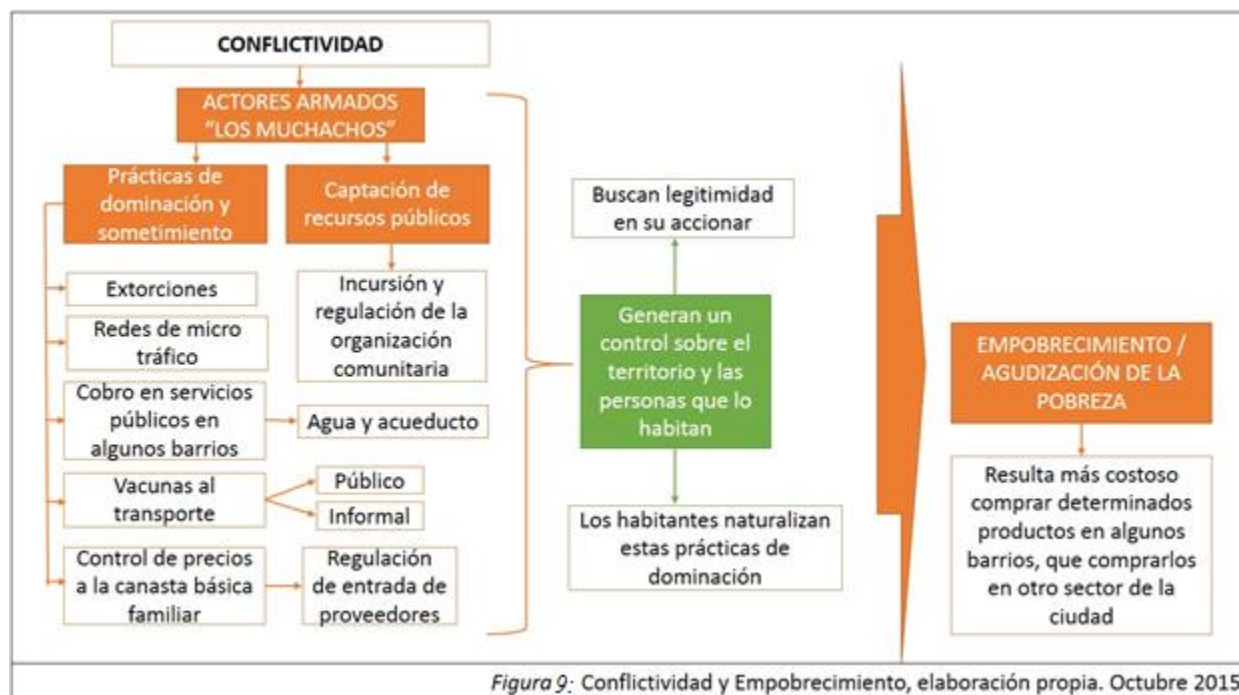 CONFLICTIVIDAD
ACTORES ARMADOS
"LOS MUCHACHOS"
Prácticas de
dominación y
sometimiento
Captación de
recursos públicos
Extorciones
Redes de micro
tráfico
Cobro en servicios
públicos en
algunos barrios
Vacunas al
transporte
Control de precios
a la canasta básica
familiar
Incursión y
regulación de la
organización
comunitaria
Agua y acueducto
Público
Informal
Regulación
de entrada de
proveedores
Buscan legitimidad
en su accionar
Generan un
control sobre el
territorio y las
personas que lo
habitan
Los habitantes naturalizan
estas prácticas de
dominación
EMPOBRECIMIENTO /
AGUDIZACIÓN DE LA
POBREZA
Resulta más costoso
comprar determinados
productos en algunos
barrios, que comprarlos
en otro sector de la
ciudad
Figura 9: Conflictividad y Empobrecimiento, elaboración propia. Octubre 2015